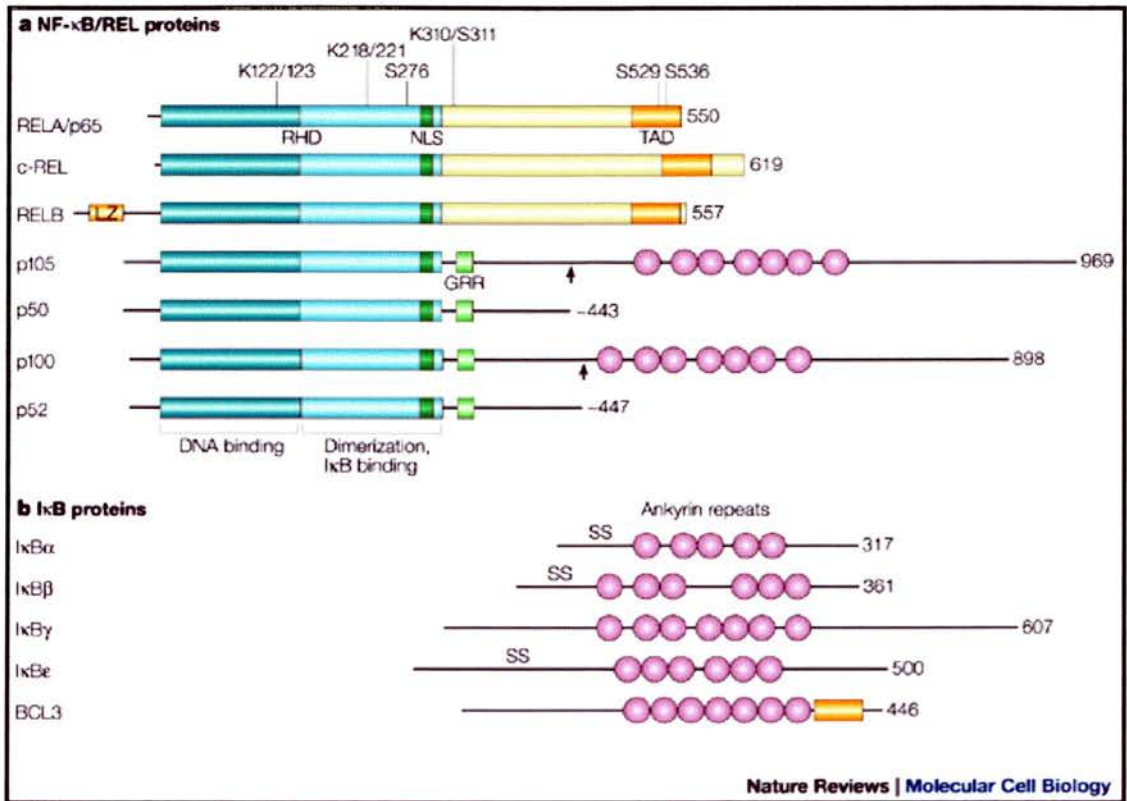 a NF-κB/REL proteins
K310/S311
K218/221
K122/123
S276
S529
S536
RELA/p65
550
RHD
NLS
TAD
c-REL
619
LZ
RELB
557
p105
969
GRR
p50
~443
p100
898
p52
~447
DNA binding
Dimerization,
IκB binding
b IκB proteins
Ankyrin repeats
SS
IκBα
317
SS
IκBβ
361
IκBγ
607
SS
IκBε
500
BCL3
446
Nature Reviews | Molecular Cell Biology